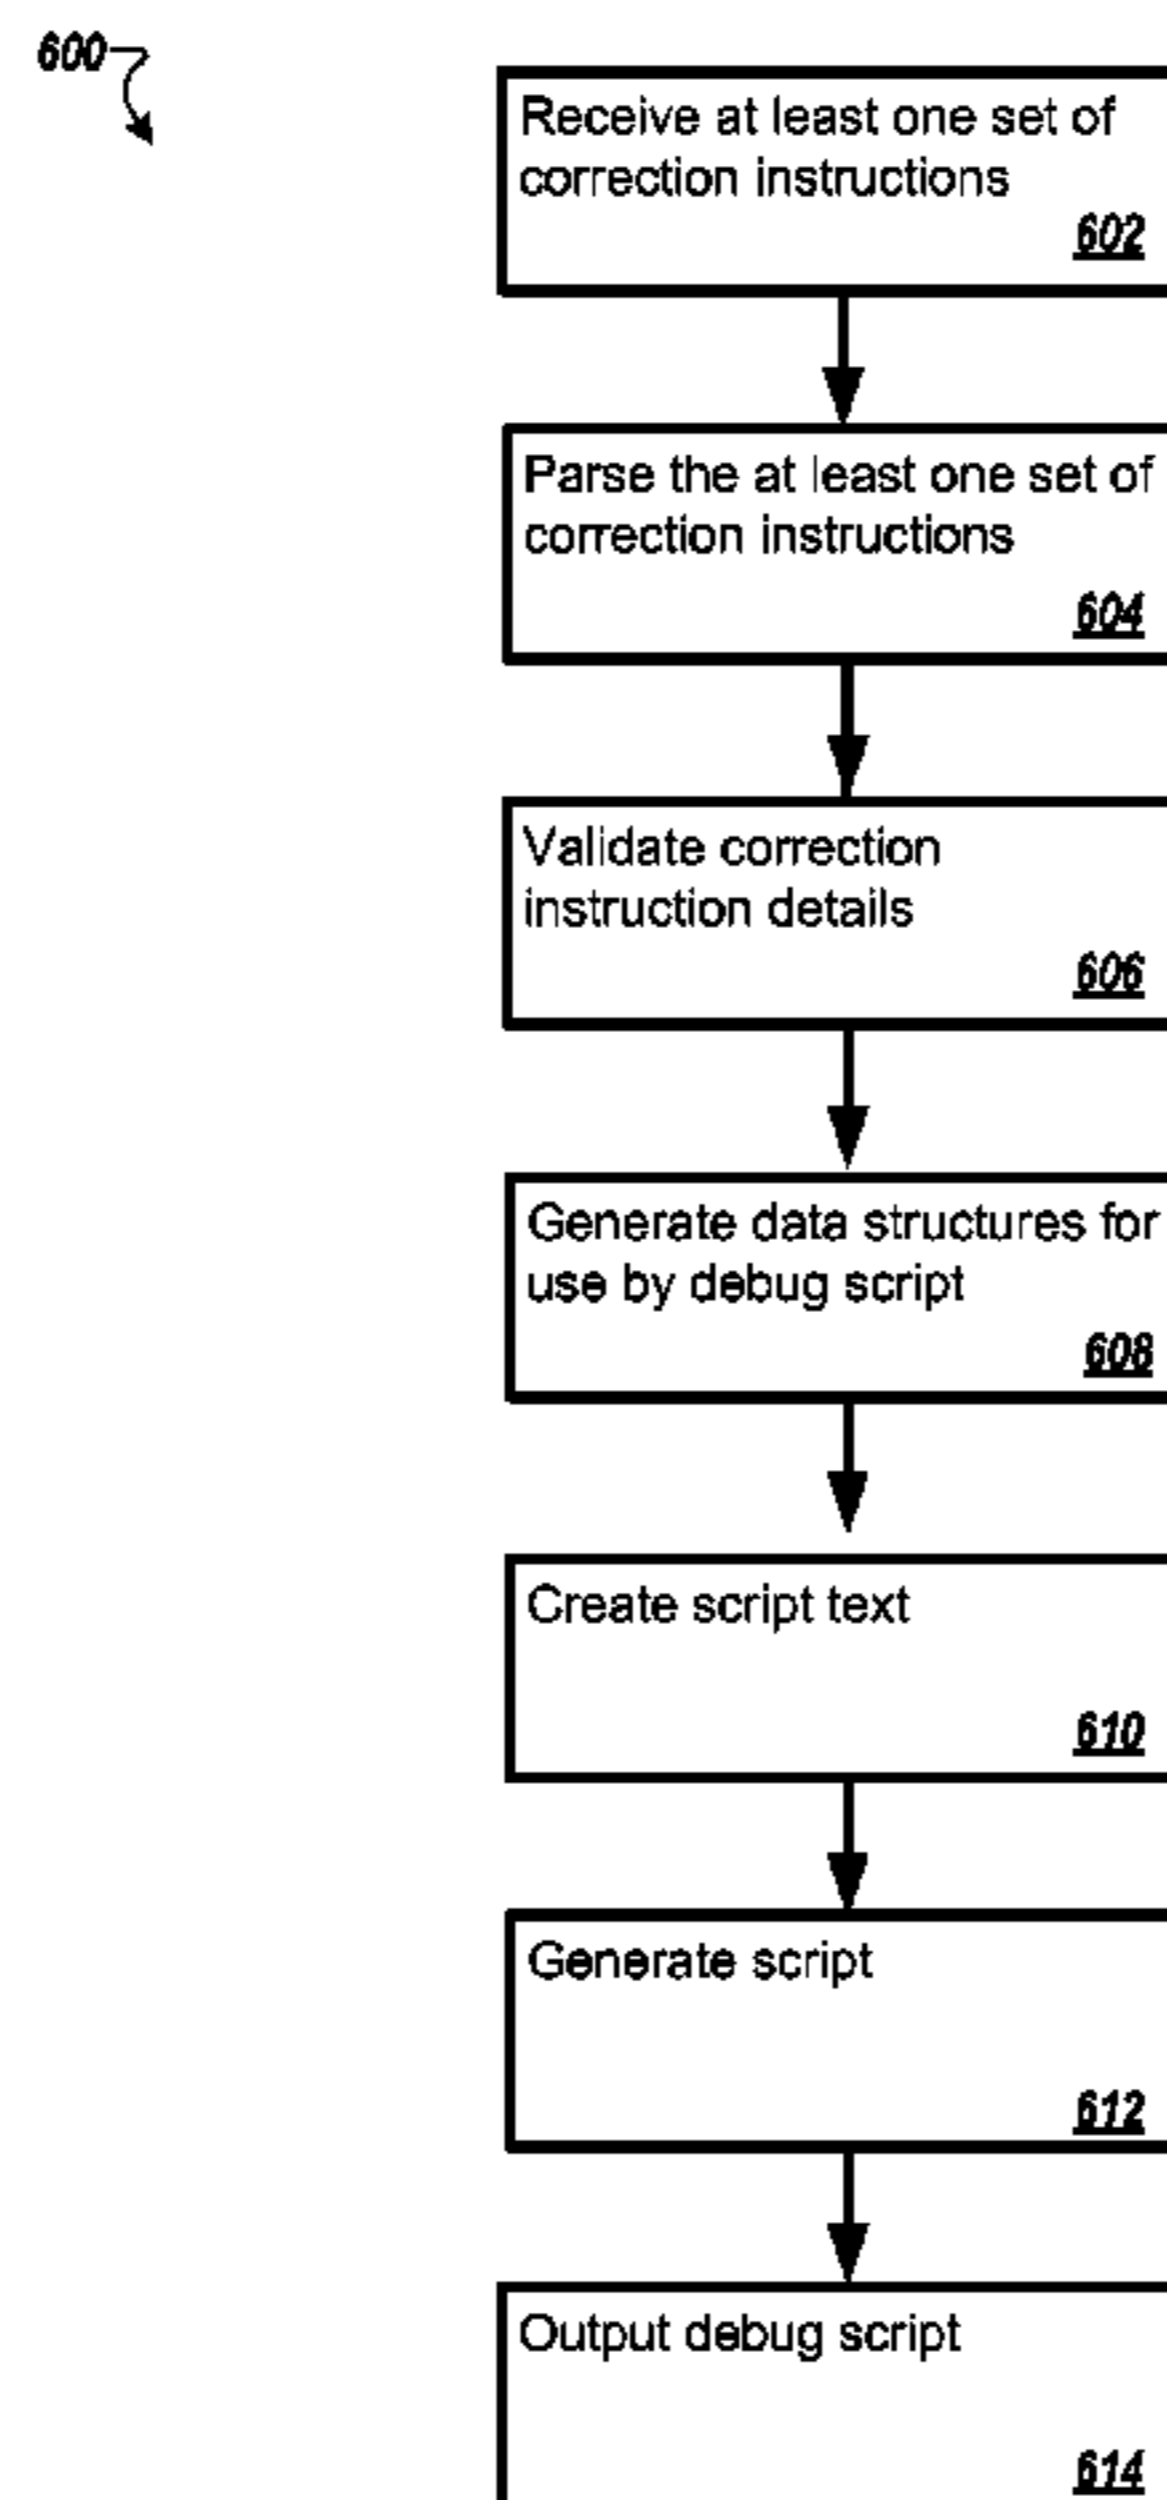 600
Receive at least one set of
correction instructions
602
Parse the at least one set of
correction instructions
604
Validate correction
instruction details
606
Generate data structures for
use by debug script
608
Create script text
610
Generate script
612
Output debug script
614